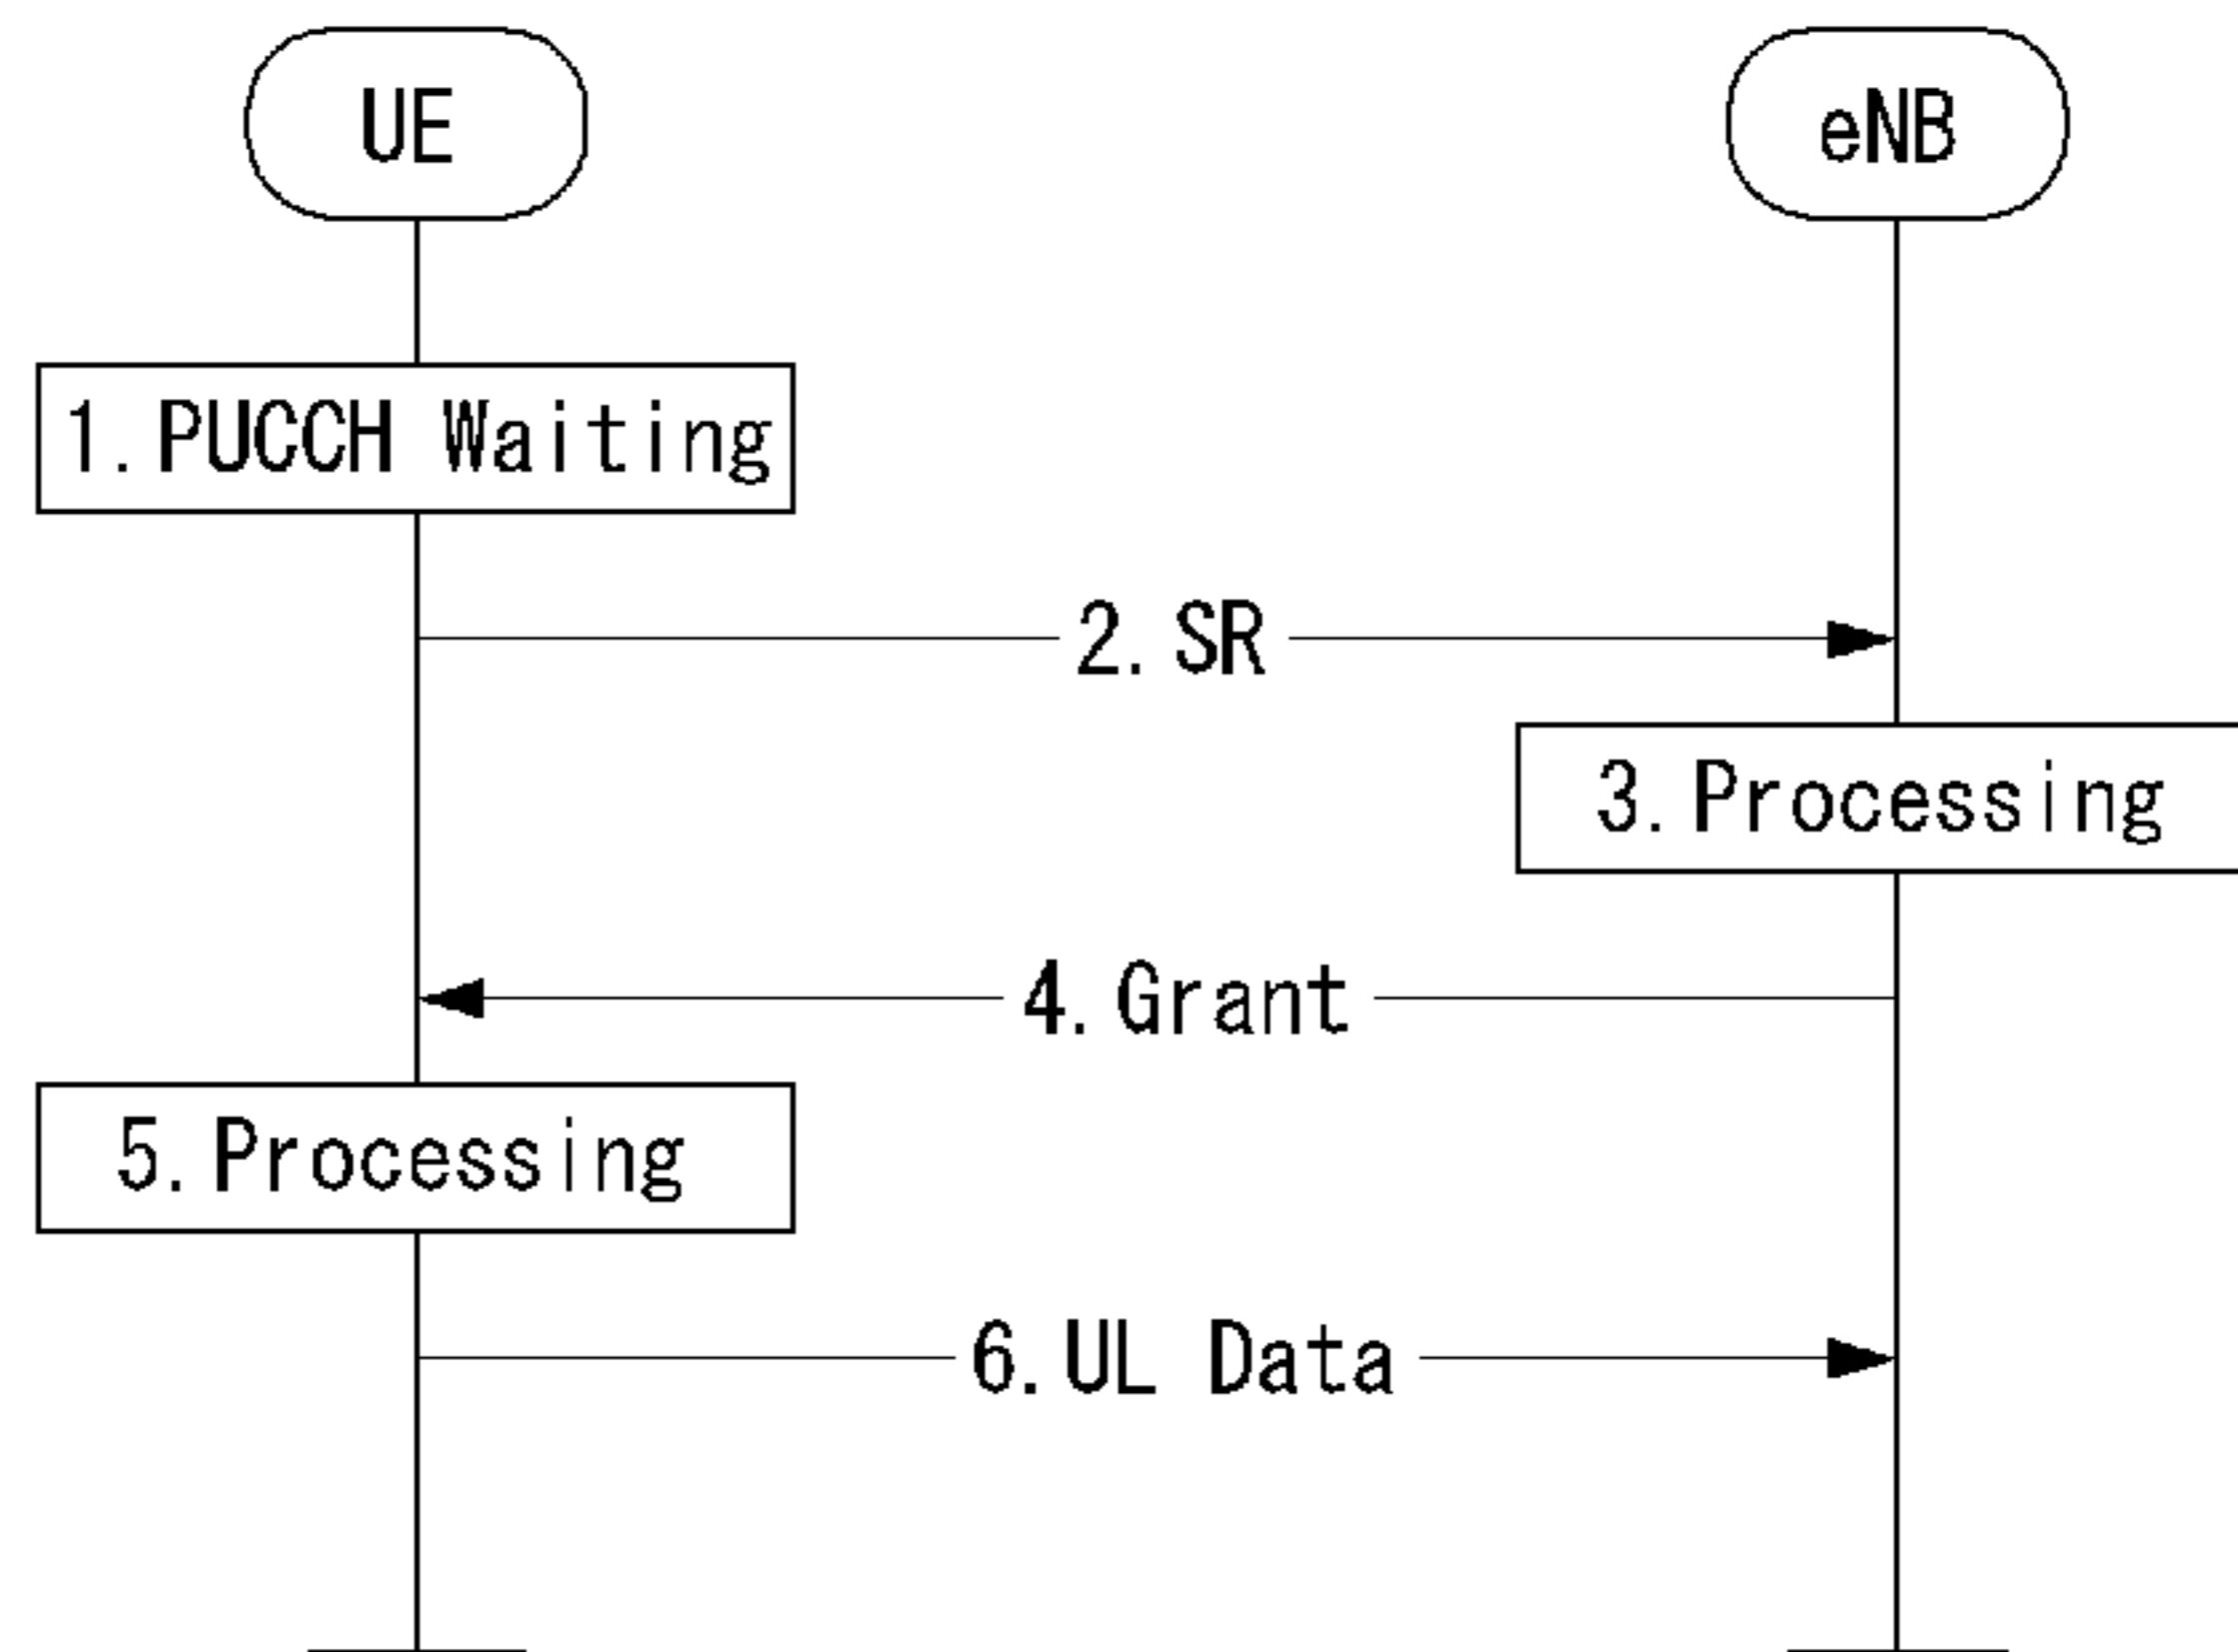 UE
eNB
1.PUCCH Waiting
2.SR
3.Processing
4.Grant
5.Processing
6.UL Data